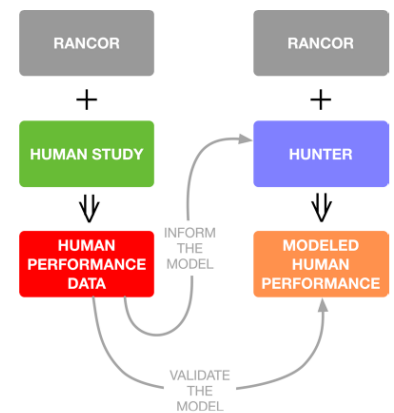 RANCOR
+
HUMAN STUDY
HUMAN
PERFORMANCE
DATA
RANCOR
+
HUNTER
MODELED
HUMAN
PERFORMANCE
INFORM
THE
MODEL
VALIDATE
THE
MODEL